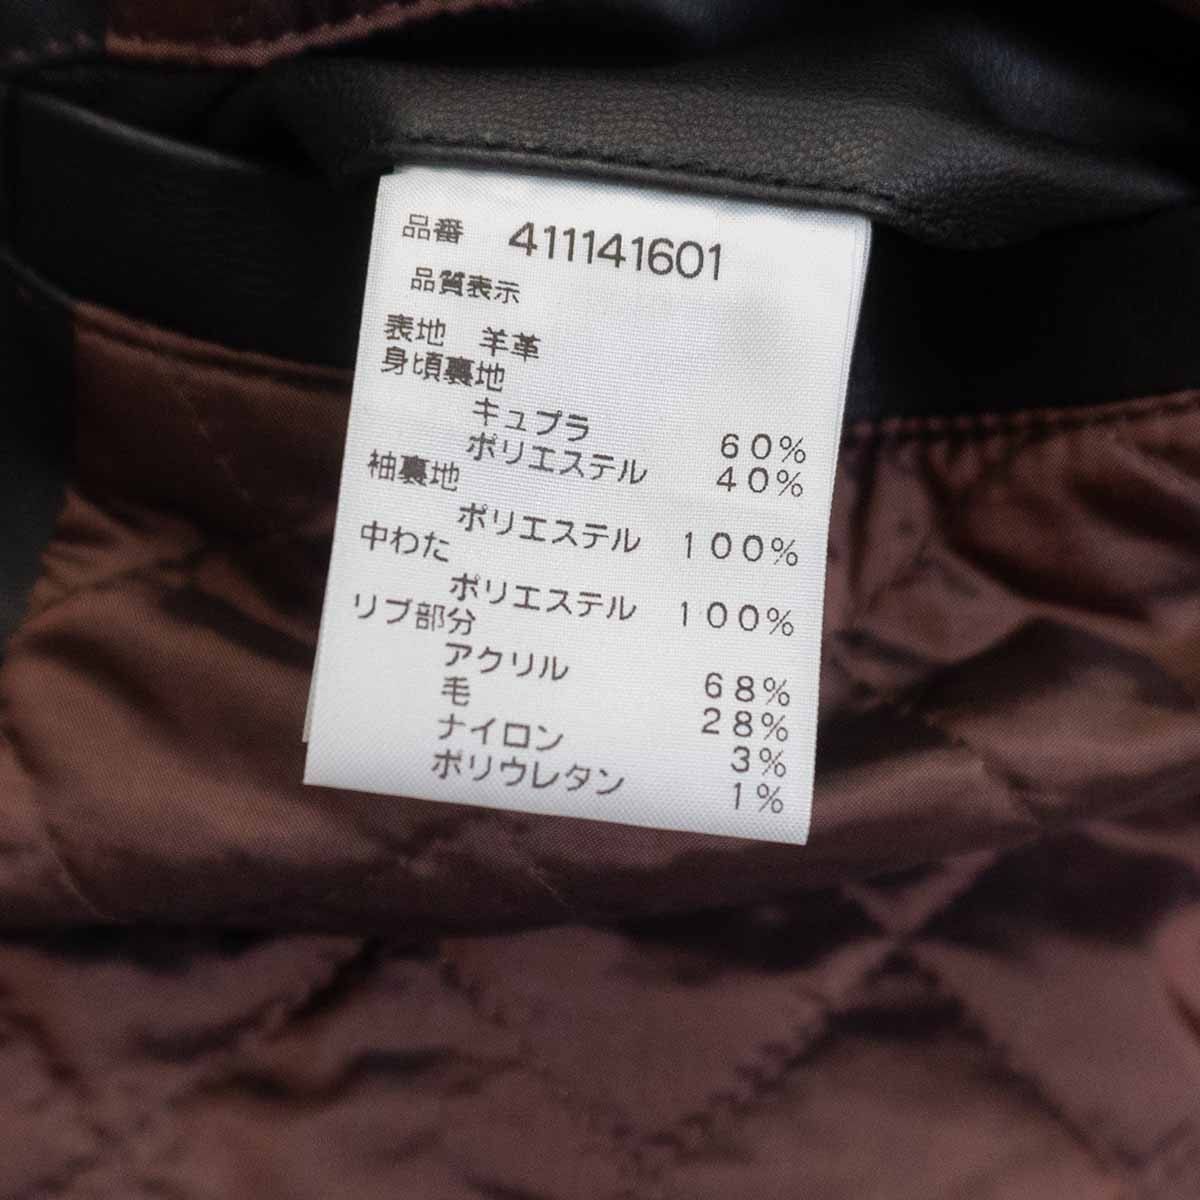 品番 411141601
品質表示
表地 羊革
身頃裏地
キュプラ 60%
ポリエステル 40%
袖裏地
ポリエステル 100%
中わた
ポリエステル 100%
リブ部分
アクリル 68%
毛 28%
ナイロン 3%
ポリウレタン 1%